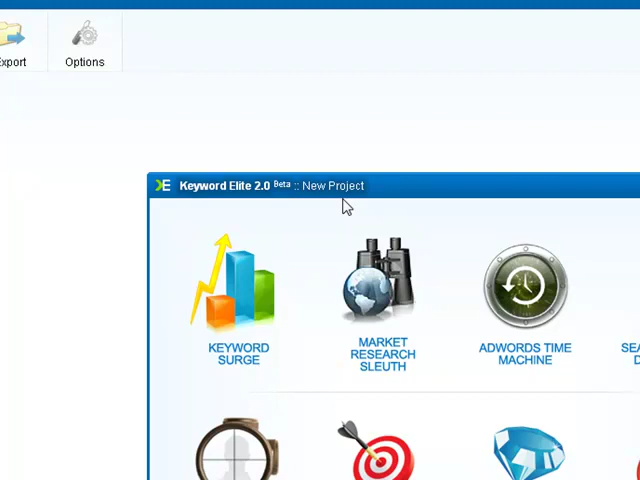 Export
Options
Keyword Elite 2.0 Beta :: New Project
KEYWORD
SURGE
MARKET
RESEARCH
SLEUTH
ADWORDS TIME
MACHINE